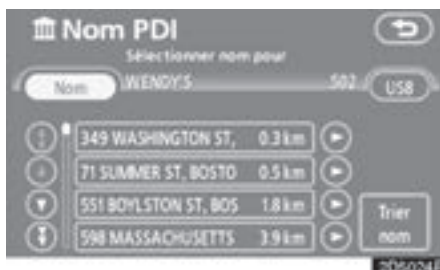 Nom PDI
Sélectionner nom pour
Nom WENDY'S 502 USB
349 WASHINGTON ST, 0.3 km
71 SUMMER ST, BOSTO 0.5 km
551 BOYLSTON ST, BOS 1.8 km
598 MASSACHUSETTS 3.9 km
Trier
nom